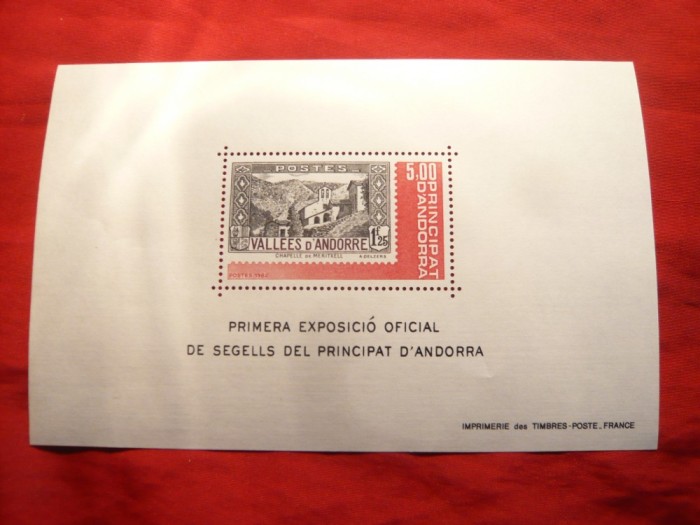 POSTES
5,00
PRINCIPAT
D'ANDORRA
VALLÉES D'ANDORRE
1F25
CHAPELLE DE MERITXELL
A. DELZERS
POSTES 1982
PRIMERA EXPOSICIÓ OFICIAL
DE SEGELLS DEL PRINCIPAT D'ANDORRA
IMPRIMERIE des TIMBRES-POSTE, FRANCE